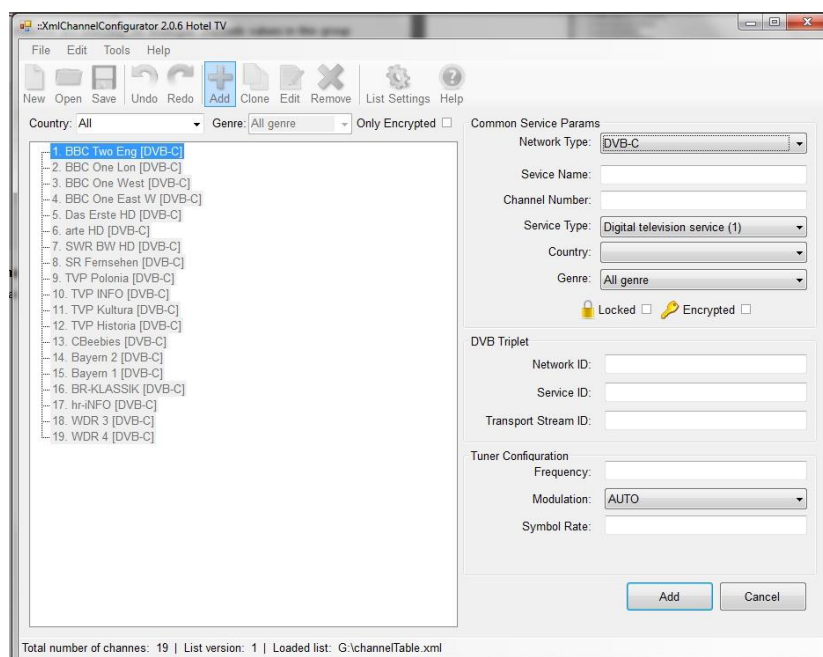 ::XmlChannelConfigurator 2.0.6 Hotel TV
File Edit Tools Help
New Open Save Undo Redo Add Clone Edit Remove List Settings Help
Country: All Genre: All genre Only Encrypted
1. BBC Two Eng [DVB-C]
2. BBC One Lon [DVB-C]
3. BBC One West [DVB-C]
4. BBC One East W [DVB-C]
5. Das Erste HD [DVB-C]
6. arte HD [DVB-C]
7. SWR BW HD [DVB-C]
8. SR Fernsehen [DVB-C]
9. TVP Polonia [DVB-C]
10. TVP INFO [DVB-C]
11. TVP Kultura [DVB-C]
12. TVP Historia [DVB-C]
13. CBeebies [DVB-C]
14. Bayern 2 [DVB-C]
15. Bayern 1 [DVB-C]
16. BR-KLASSIK [DVB-C]
17. hr-iNFO [DVB-C]
18. WDR 3 [DVB-C]
19. WDR 4 [DVB-C]
Common Service Params
Network Type: DVB-C
Sevice Name:
Channel Number:
Service Type: Digital television service (1)
Country:
Genre: All genre
Locked Encrypted
DVB Triplet
Network ID:
Service ID:
Transport Stream ID:
Tuner Configuration
Frequency:
Modulation: AUTO
Symbol Rate:
Add Cancel
Total number of channes: 19 | List version: 1 | Loaded list: G:\channelTable.xml